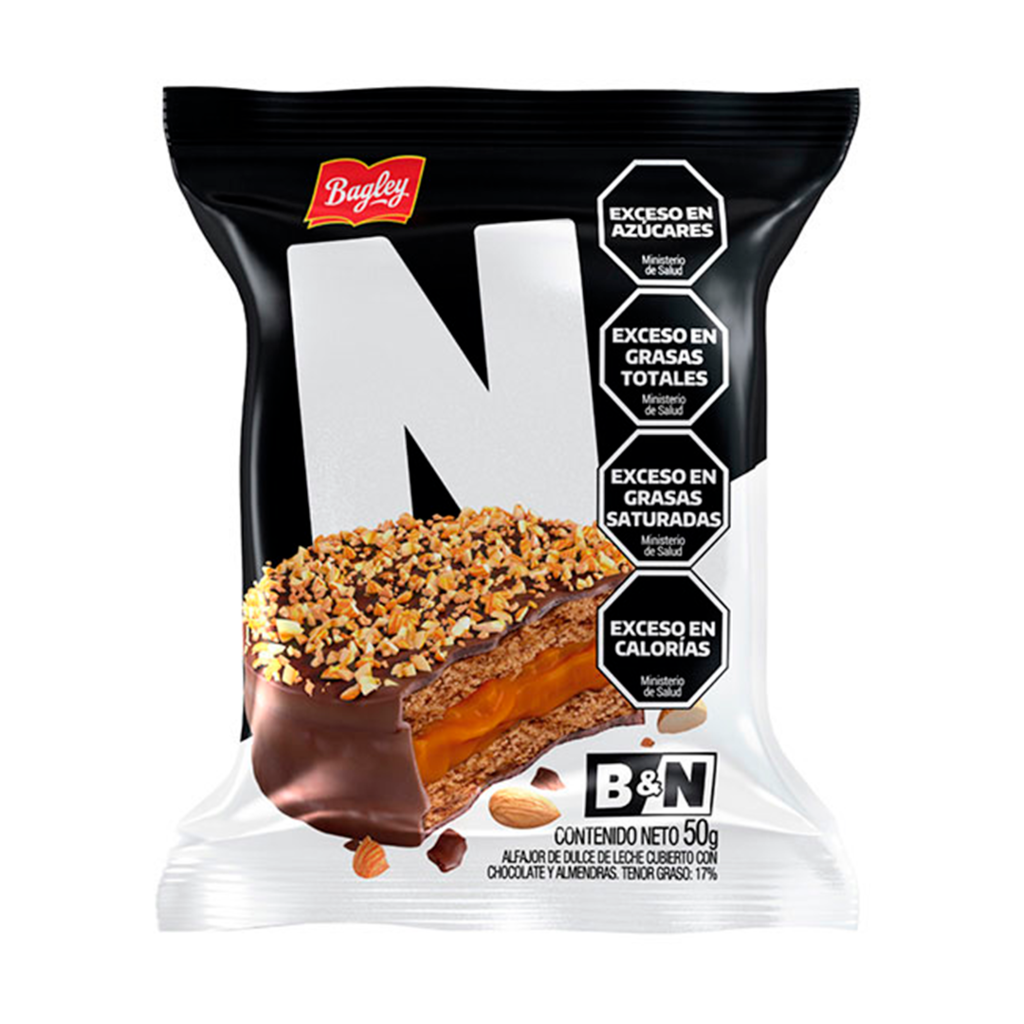 Bagley
N
EXCESO EN
AZÚCARES
Ministerio
de Salud
EXCESO EN
GRASAS
TOTALES
Ministerio
de Salud
EXCESO EN
GRASAS
SATURADAS
Ministerio
de Salud
EXCESO EN
CALORÍAS
Ministerio
de Salud
B&N
CONTENIDO NETO 50g
ALFAJOR DE DULCE DE LECHE CUBIERTO CON
CHOCOLATE Y ALMENDRAS. TENOR GRASO: 17%